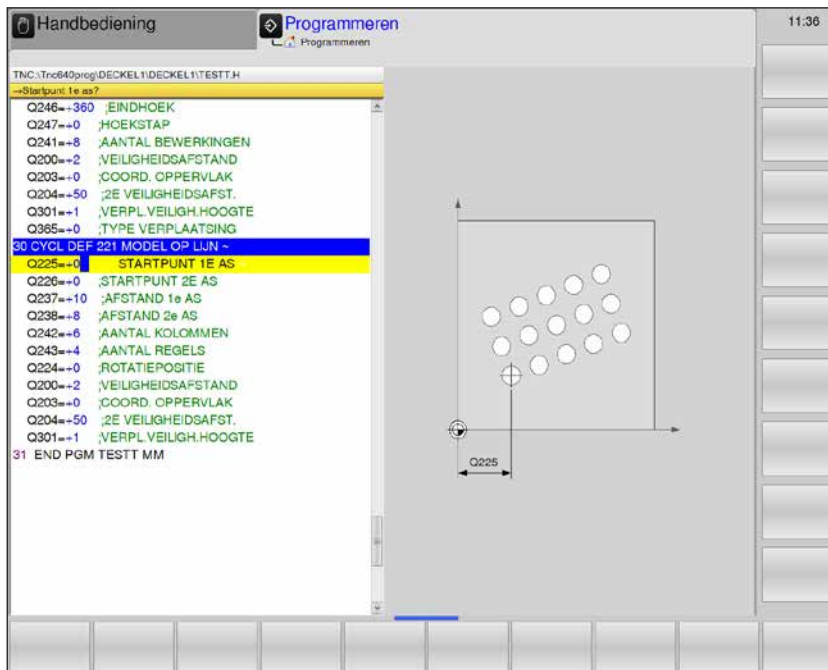 Handbediening
Programmeren
Programmeren
11:36
TNC:\Tnc640prog\DECKEL1\DECKEL1\TESTT.H
→Startpunt 1e as?
Q246=+360 ;EINDHOEK
Q247=+0 ;HOEKSTAP
Q241=+8 ;AANTAL BEWERKINGEN
Q200=+2 ;VEILIGHEIDSAFSTAND
Q203=+0 ;COORD. OPPERVLAK
Q204=+50 ;2E VEILIGHEIDSAFST.
Q301=+1 ;VERPL.VEILIGH.HOOGTE
Q365=+0 ;TYPE VERPLAATSING
30 CYCL DEF 221 MODEL OP LIJN ~
Q225=+0 STARTPUNT 1E AS
Q226=+0 ;STARTPUNT 2E AS
Q237=+10 ;AFSTAND 1e AS
Q238=+8 ;AFSTAND 2e AS
Q242=+6 ;AANTAL KOLOMMEN
Q243=+4 ;AANTAL REGELS
Q224=+0 ;ROTATIEPOSITIE
Q200=+2 ;VEILIGHEIDSAFSTAND
Q203=+0 ;COORD. OPPERVLAK
Q204=+50 ;2E VEILIGHEIDSAFST.
Q301=+1 ;VERPL.VEILIGH.HOOGTE
31 END PGM TESTT MM
Q225